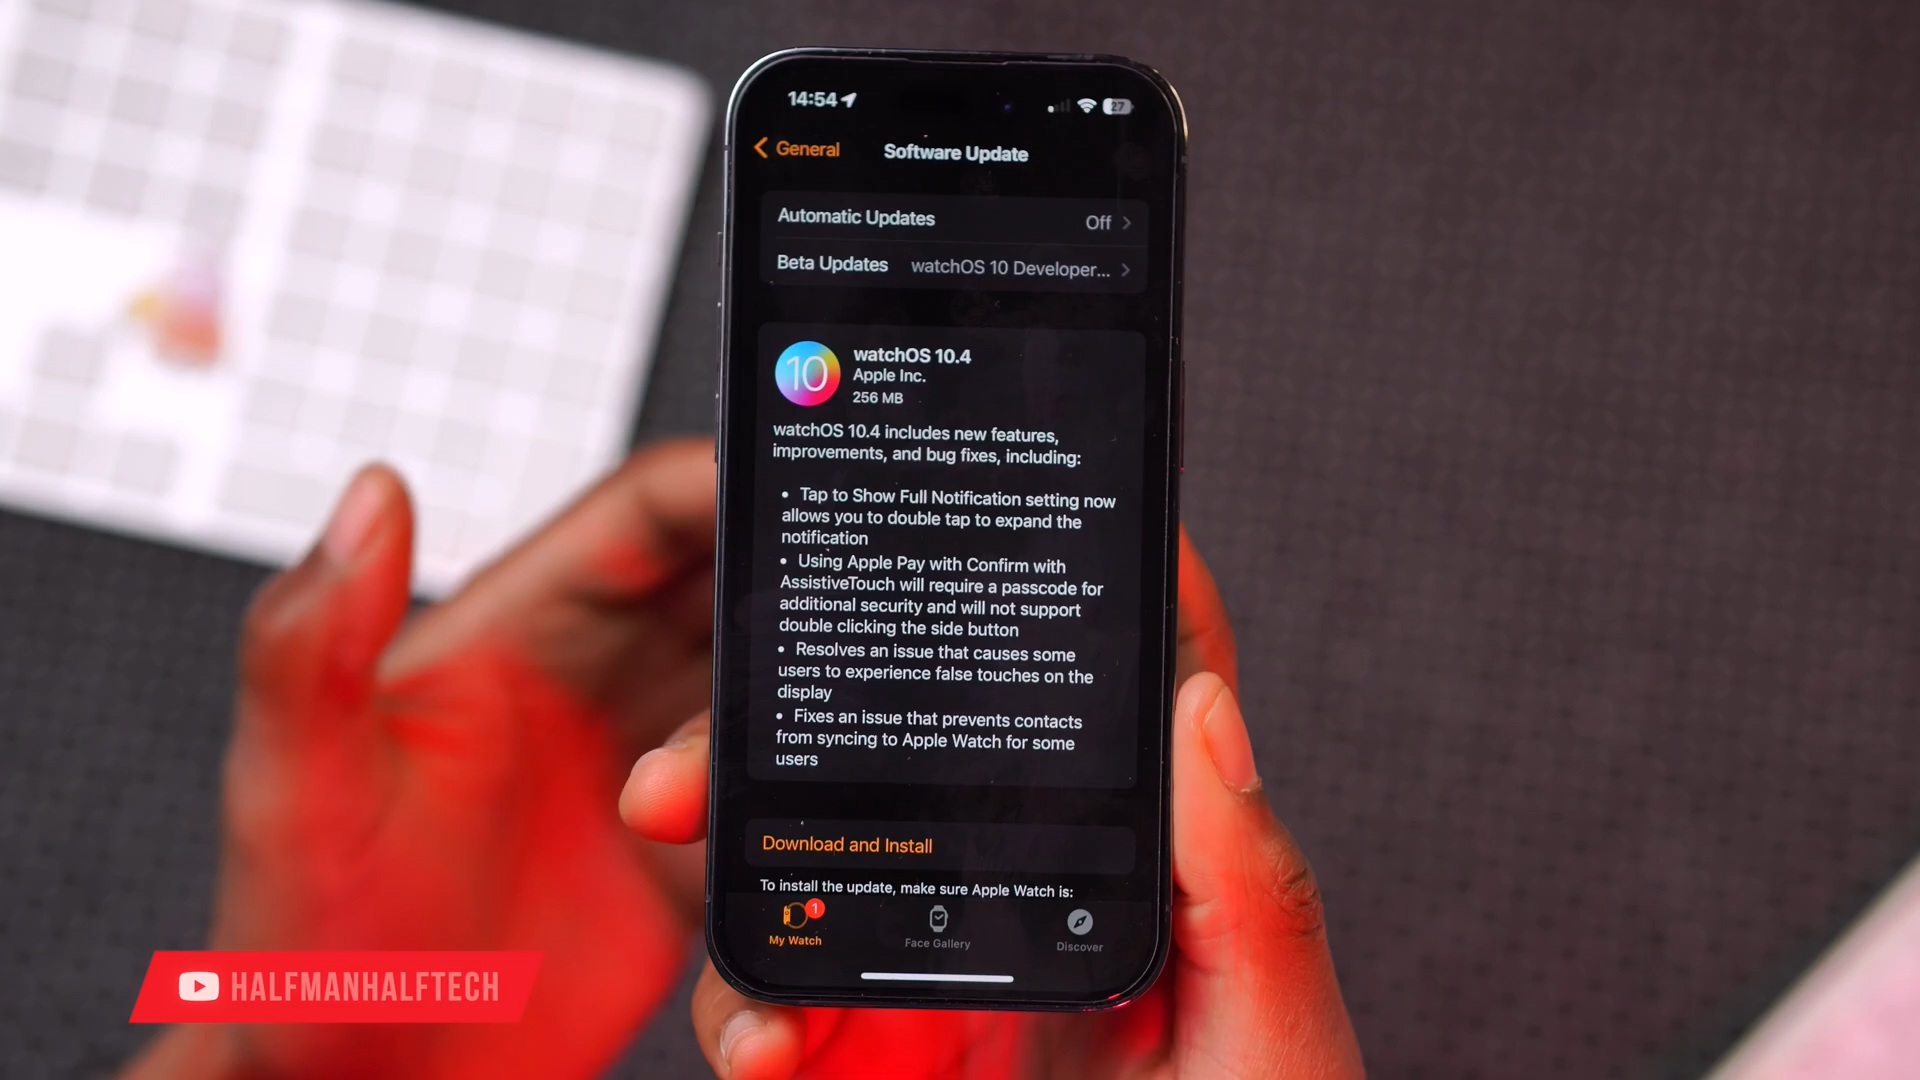 14:54
27
General
Software Update
Automatic Updates
Off
Beta Updates
watchOS 10 Developer...
10
watchOS 10.4
Apple Inc.
256 MB
watchOS 10.4 includes new features,
improvements, and bug fixes, including:
• Tap to Show Full Notification setting now
allows you to double tap to expand the
notification
• Using Apple Pay with Confirm with
AssistiveTouch will require a passcode for
additional security and will not support
double clicking the side button
• Resolves an issue that causes some
users to experience false touches on the
display
• Fixes an issue that prevents contacts
from syncing to Apple Watch for some
users
Download and Install
To install the update, make sure Apple Watch is:
1
My Watch
Face Gallery
Discover
HALFMANHALFTECH